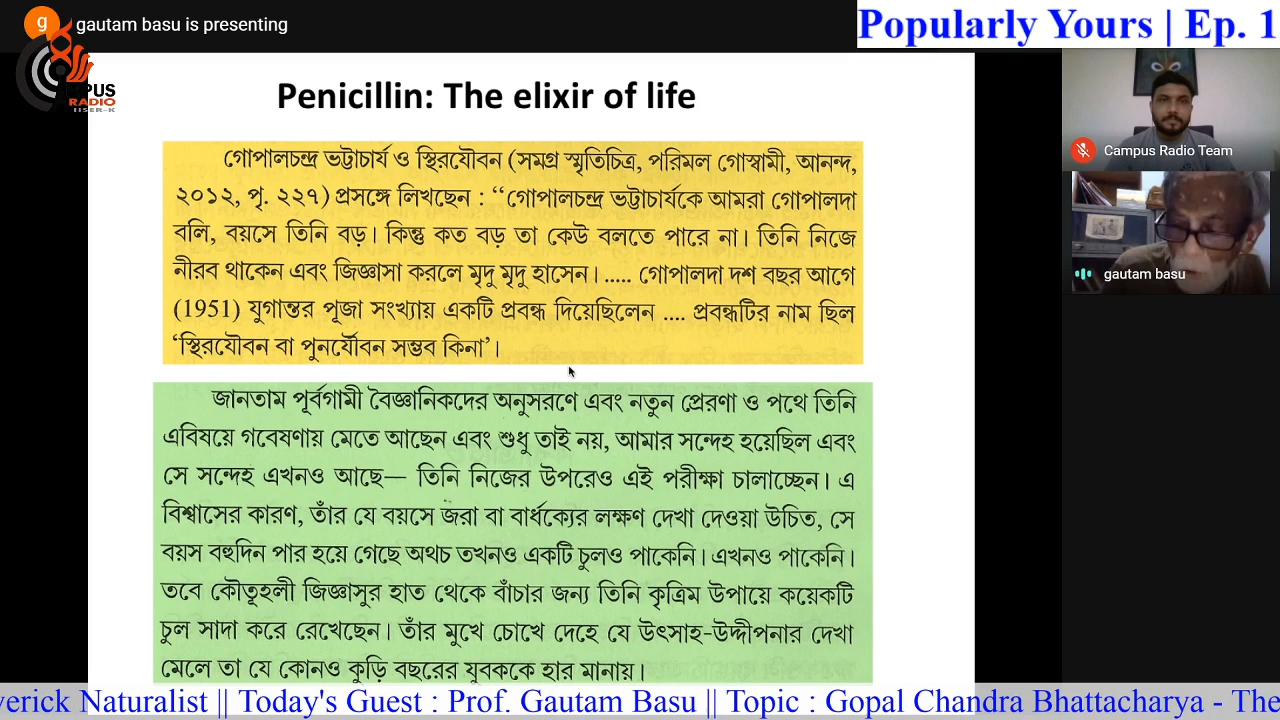 g gautam basu is presenting
Popularly Yours | Ep. 1
CAMPUS
RADIO
IISER-K
Penicillin: The elixir of life
গোপালচন্দ্র ভট্টাচার্য ও স্থিরযৌবন (সমগ্র স্মৃতিচিত্র, পরিমল গোস্বামী, আনন্দ,
২০১২, পৃ. ২২৭) প্রসঙ্গে লিখছেন : “গোপালচন্দ্র ভট্টাচার্যকে আমরা গোপালদা
বলি, বয়সে তিনি বড়। কিন্তু কত বড় তা কেউ বলতে পারে না। তিনি নিজে
নীরব থাকেন এবং জিজ্ঞাসা করলে মৃদু মৃদু হাসেন। ..... গোপালদা দশ বছর আগে
(1951) যুগান্তর পূজা সংখ্যায় একটি প্রবন্ধ দিয়েছিলেন .... প্রবন্ধটির নাম ছিল
‘স্থিরযৌবন বা পুনর্যৌবন সম্ভব কিনা’।
জানতাম পূর্বগামী বৈজ্ঞানিকদের অনুসরণে এবং নতুন প্রেরণা ও পথে তিনি
এবিষয়ে গবেষণায় মেতে আছেন এবং শুধু তাই নয়, আমার সন্দেহ হয়েছিল এবং
সে সন্দেহ এখনও আছে— তিনি নিজের উপরেও এই পরীক্ষা চালাচ্ছেন। এ
বিশ্বাসের কারণ, তাঁর যে বয়সে জরা বা বার্ধক্যের লক্ষণ দেখা দেওয়া উচিত, সে
বয়স বহুদিন পার হয়ে গেছে অথচ তখনও একটি চুলও পাকেনি। এখনও পাকেনি।
তবে কৌতূহলী জিজ্ঞাসুর হাত থেকে বাঁচার জন্য তিনি কৃত্রিম উপায়ে কয়েকটি
চুল সাদা করে রেখেছেন। তাঁর মুখে চোখে দেহে যে উৎসাহ-উদ্দীপনার দেখা
মেলে তা যে কোনও কুড়ি বছরের যুবককে হার মানায়।
Campus Radio Team
gautam basu
verick Naturalist || Today's Guest : Prof. Gautam Basu || Topic : Gopal Chandra Bhattacharya - The